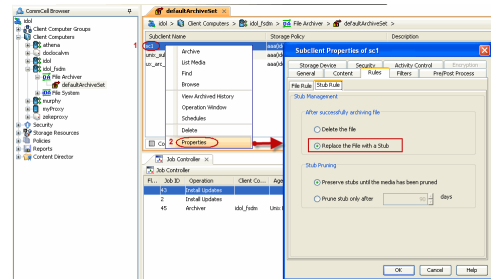 CommCell Browser
idol
Client Computer Groups
Client Computers
athena
dodocalvm
idol
idol_fsdm
File Archiver
defaultArchiveSet
File System
murphy
myProxy
zekeproxy
Security
Storage Resources
Policies
Reports
Content Director
defaultArchiveSet
idol > Client Computers > idol_fsdm > File Archiver > defaultArchiveSet >
Subclient Name
Storage Policy
Description
1
sc1
Archive
List Media
Find
Browse
View Archived History
Operation Window
Schedules
Delete
2
Properties
Job Controller
Job Controller
Fl...
Job ID
Operation
Client Co...
Age
43
Install Updates
2
Install Updates
45
Archiver
idol_fsdm
Subclient Properties of sc1
Storage Device
Security
Activity Control
Encryption
General
Content
Rules
Filters
Pre/Post Process
File Rule
Stub Rule
Stub Management
After successfully archiving file
Delete the file
Replace the File with a Stub
Stub Pruning
Preserve stubs until the media has been pruned
Prune stub only after
days
OK
Cancel
Help